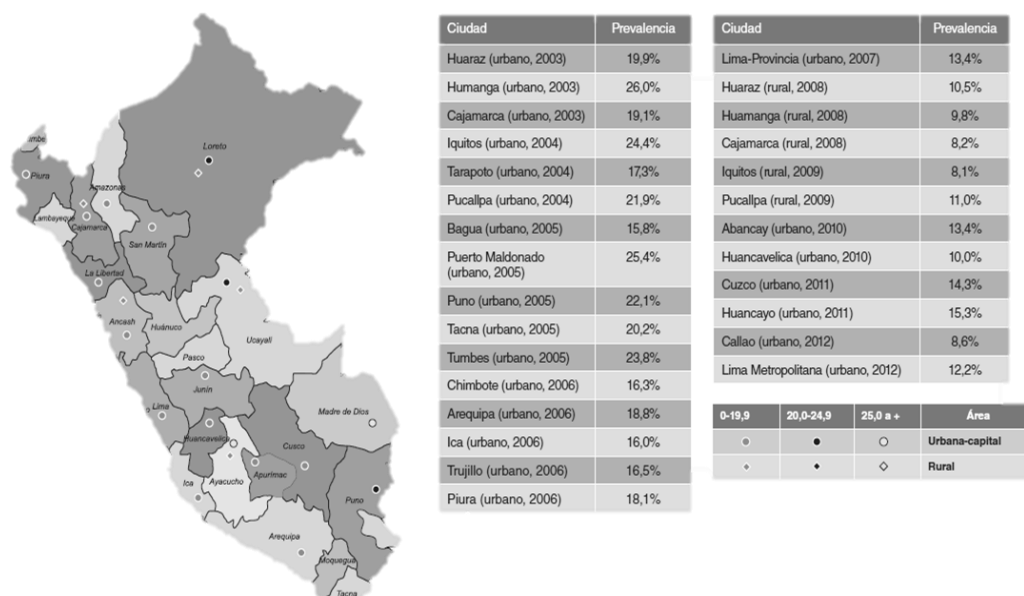 imbe
Piura
Lambayeque
Amazonas
Cajamarca
Loreto
San Martín
La Libertad
Ancash
Huánuco
Ucayali
Pasco
Junín
Lima
Madre de Dios
Huancavelica
Cusco
Apurímac
Ayacucho
Ica
Puno
Arequipa
Moquegua
Tacna
Ciudad Prevalencia
Huaraz (urbano, 2003) 19,9%
Humanga (urbano, 2003) 26,0%
Cajamarca (urbano, 2003) 19,1%
Iquitos (urbano, 2004) 24,4%
Tarapoto (urbano, 2004) 17,3%
Pucallpa (urbano, 2004) 21,9%
Bagua (urbano, 2005) 15,8%
Puerto Maldonado
(urbano, 2005) 25,4%
Puno (urbano, 2005) 22,1%
Tacna (urbano, 2005) 20,2%
Tumbes (urbano, 2005) 23,8%
Chimbote (urbano, 2006) 16,3%
Arequipa (urbano, 2006) 18,8%
Ica (urbano, 2006) 16,0%
Trujillo (urbano, 2006) 16,5%
Piura (urbano, 2006) 18,1%
Ciudad Prevalencia
Lima-Provincia (urbano, 2007) 13,4%
Huaraz (rural, 2008) 10,5%
Huamanga (rural, 2008) 9,8%
Cajamarca (rural, 2008) 8,2%
Iquitos (rural, 2009) 8,1%
Pucallpa (rural, 2009) 11,0%
Abancay (urbano, 2010) 13,4%
Huancavelica (urbano, 2010) 10,0%
Cuzco (urbano, 2011) 14,3%
Huancayo (urbano, 2011) 15,3%
Callao (urbano, 2012) 8,6%
Lima Metropolitana (urbano, 2012) 12,2%
0-19,9 20,0-24,9 25,0 a + Área
Urbana-capital
Rural